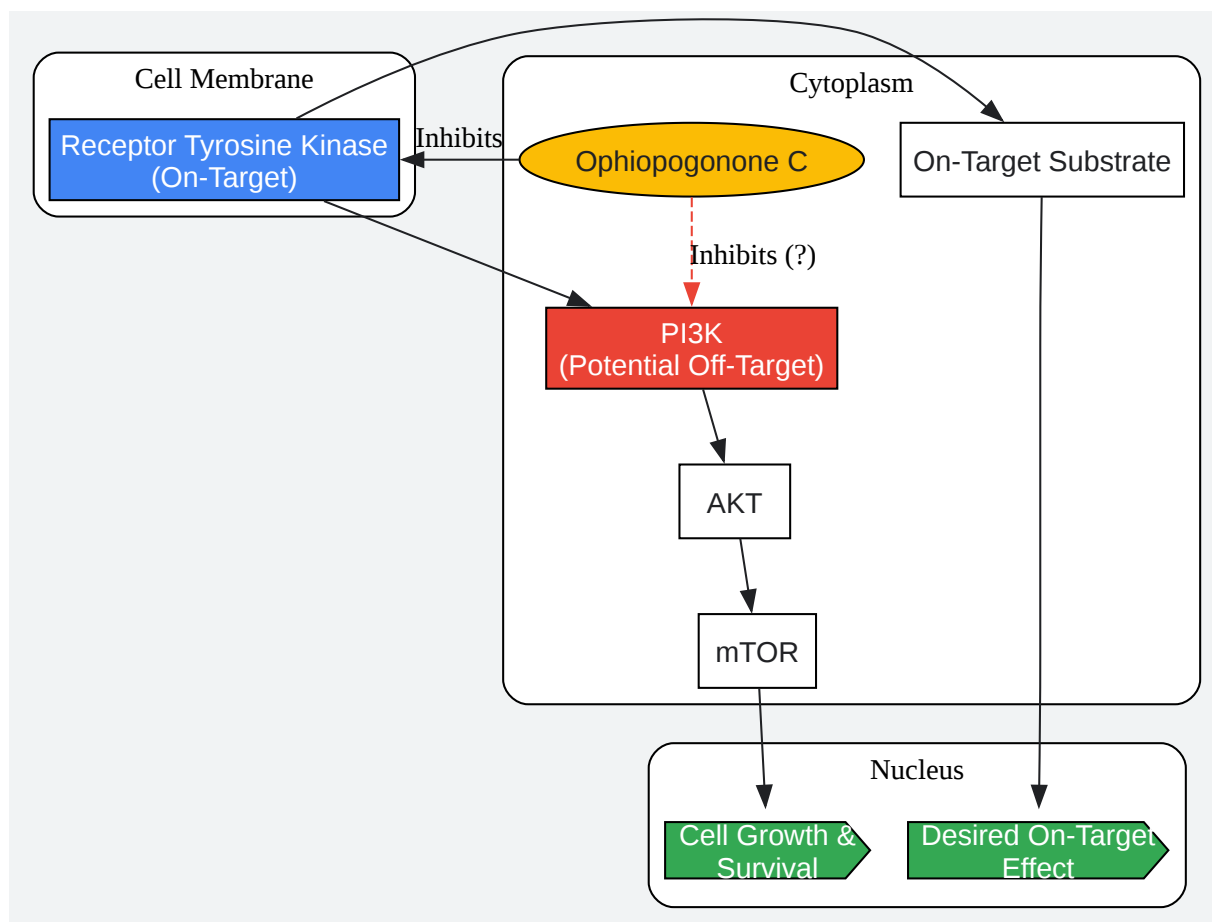 Cell Membrane
Receptor Tyrosine Kinase
(On-Target)
Inhibits
Cytoplasm
Ophiopogonone C
On-Target Substrate
Inhibits (?)
PI3K
(Potential Off-Target)
AKT
mTOR
Nucleus
Cell Growth &
Survival
Desired On-Target
Effect